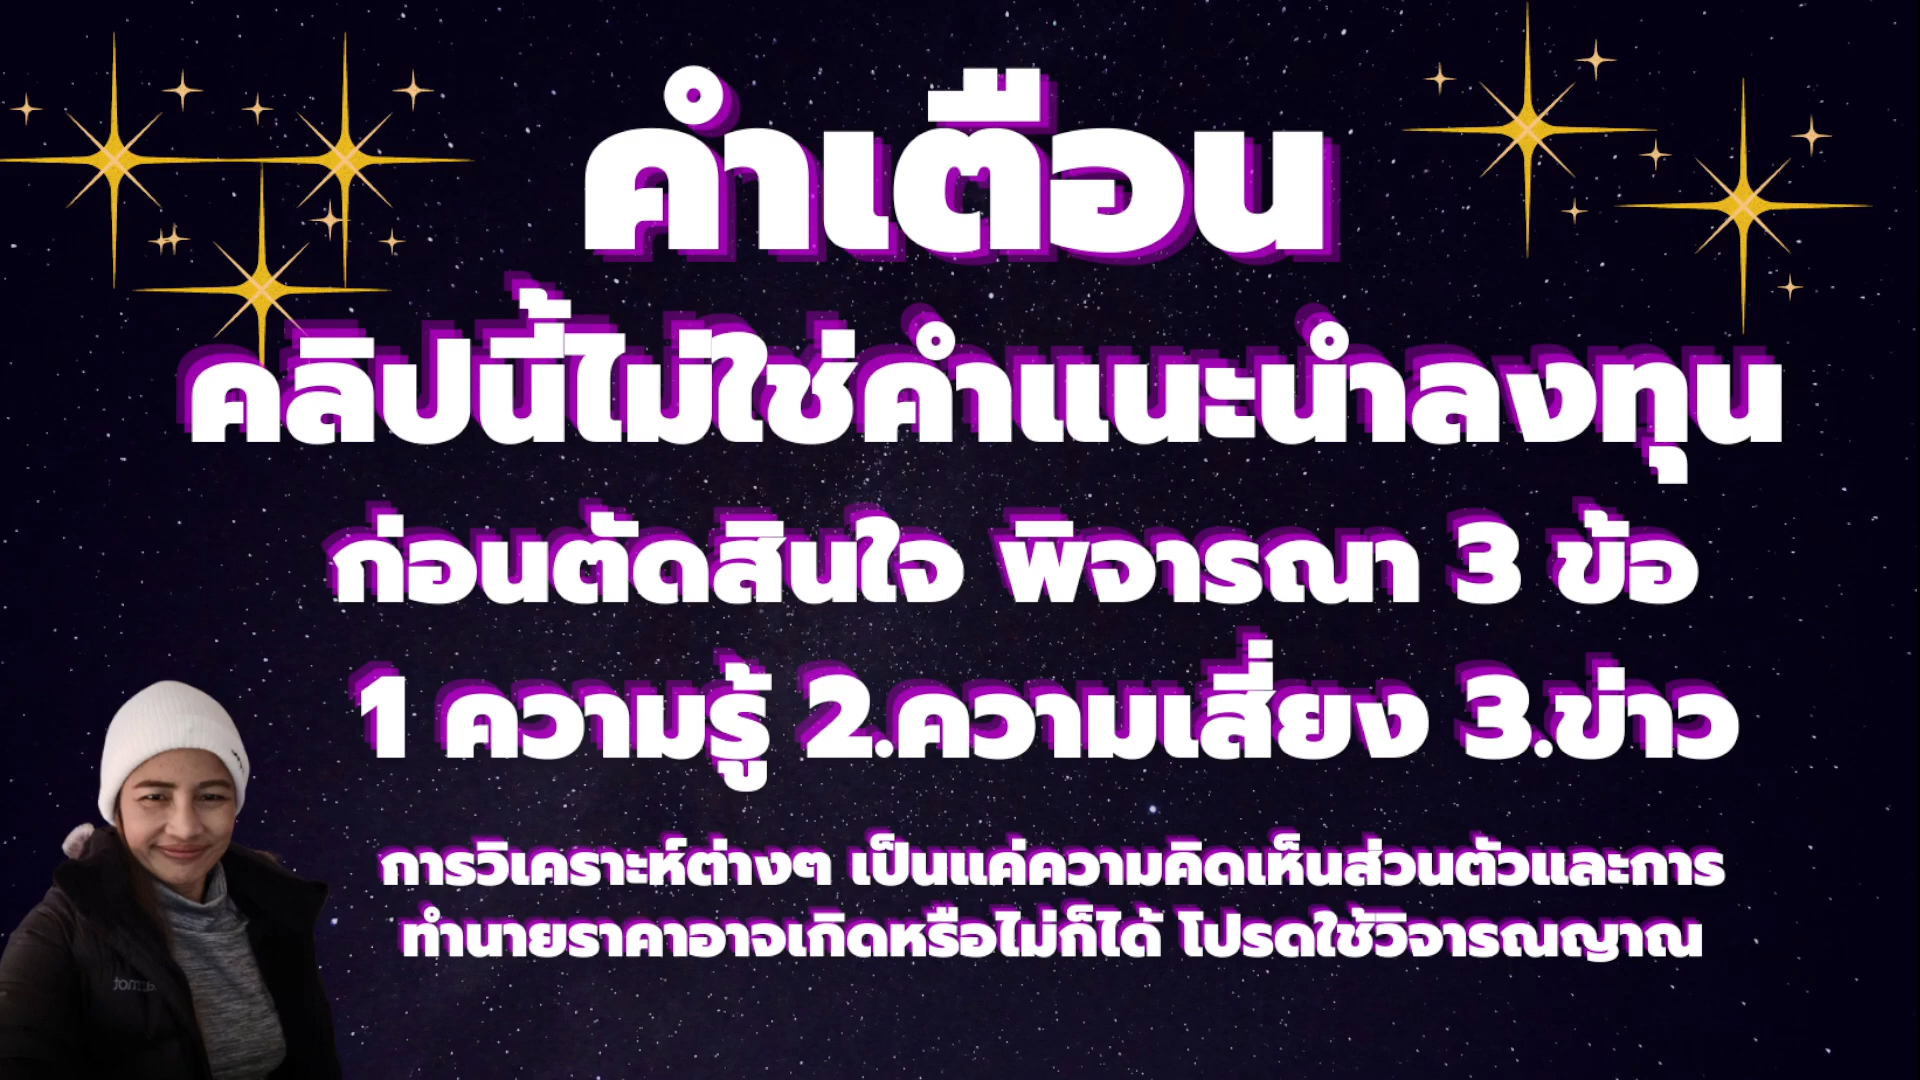 คำเตือน
คลิปนี้ไม่ใช่คำแนะนำลงทุน
ก่อนตัดสินใจ พิจารณา 3 ข้อ
1 ความรู้ 2.ความเสี่ยง 3.ข่าว
การวิเคราะห์ต่างๆ เป็นแค่ความคิดเห็นส่วนตัวและการ
ทำนายราคาอาจเกิดหรือไม่ก็ได้ โปรดใช้วิจารณญาณ